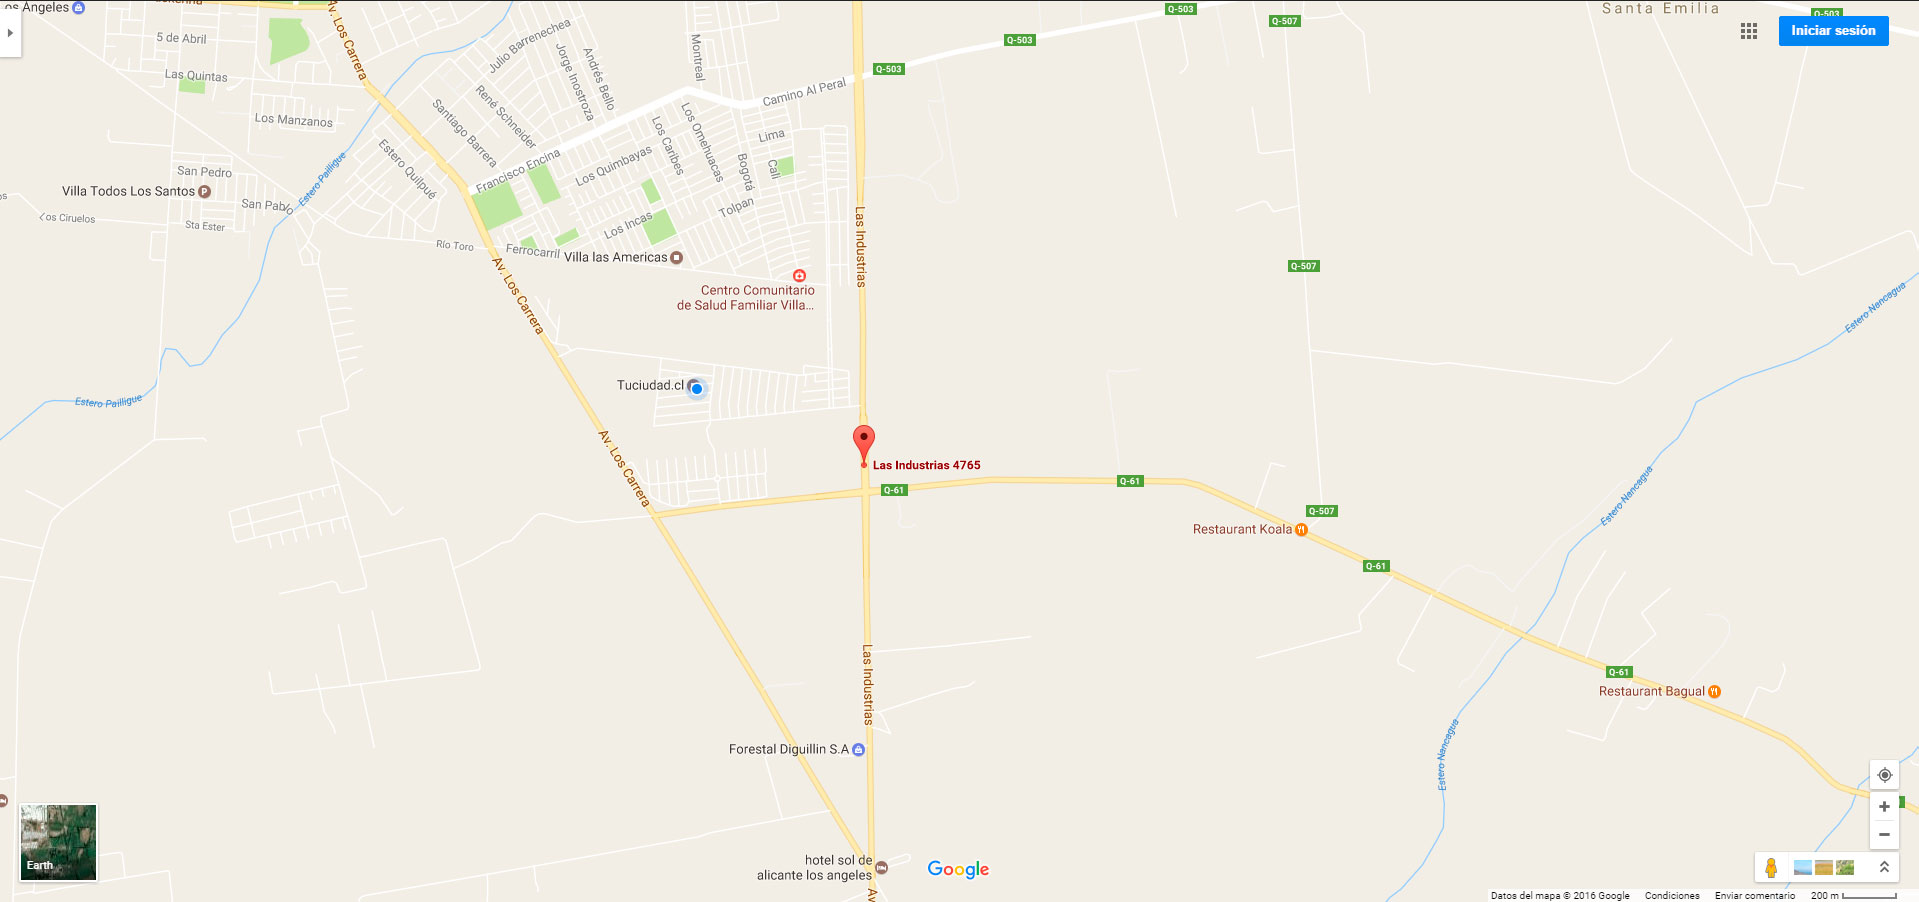 os Angeles
5 de Abril
Las Quintas
Los Manzanos
San Pedro
Villa Todos Los Santos
San Pablo
Los Ciruelos
Sta Ester
Estero Pailligue
Estero Pailligue
Av. Los Carrera
Julio Barrenechea
Jorge Inostroza
Andrés Bello
René Schneider
Santiago Barrera
Estero Quilpué
Montreal
Camino Al Peral
Francisco Encina
Los Quimbayas
Los Caribes
Los Omehuacas
Lima
Bogotá
Cali
Tolpan
Los Incas
Río Toro
Ferrocarril
Villa las Americas
Centro Comunitario
de Salud Familiar Villa...
Av. Los Carrera
Las Industrias
Q-503
Q-503
Q-503
Q-507
Q-503
Santa Emilia
Iniciar sesión
Q-507
Estero Nancagua
Tuciudad.cl
Av. Los Carrera
Las Industrias 4765
Q-61
Q-61
Q-507
Restaurant Koala
Q-61
Estero Nancagua
Las Industrias
Q-61
Restaurant Bagual
Estero Nancagua
Forestal Diguillin S.A
hotel sol de
alicante los angeles
Av
Earth
Google
Datos del mapa © 2016 Google Condiciones Enviar comentario 200 m